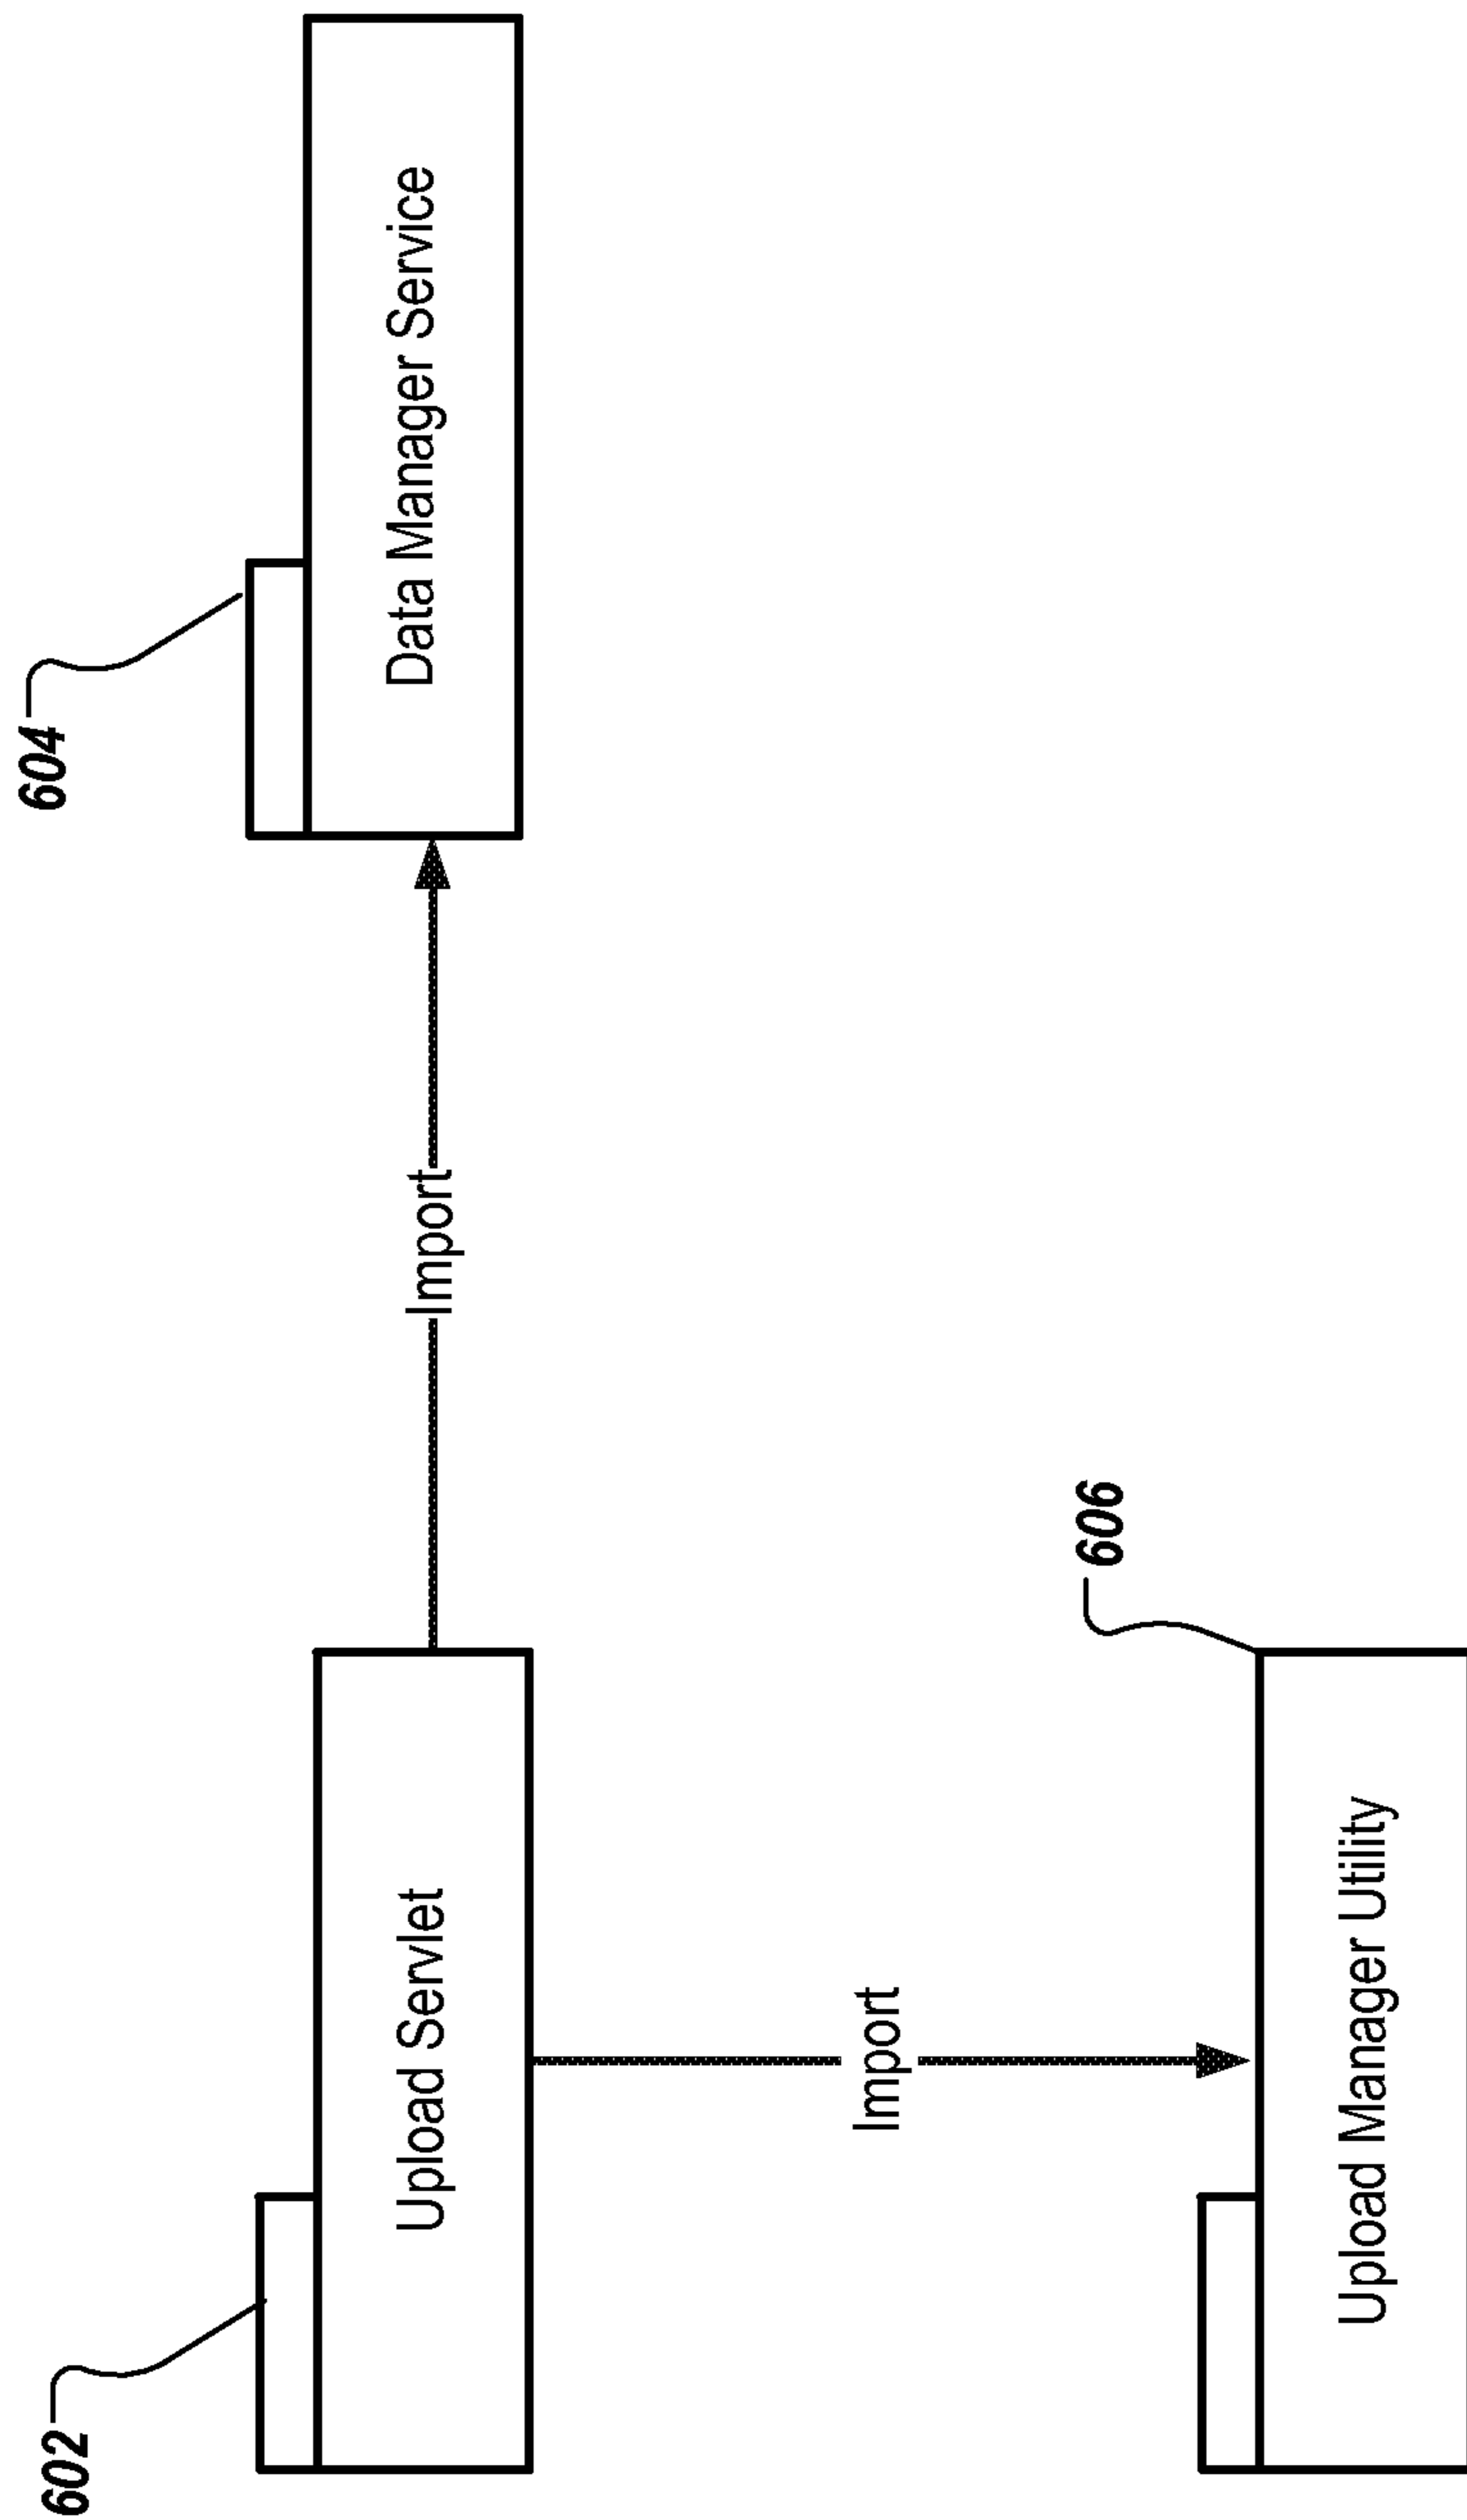 602
Upload Servlet
Import
604
Data Manager Service
Import
606
Upload Manager Utility